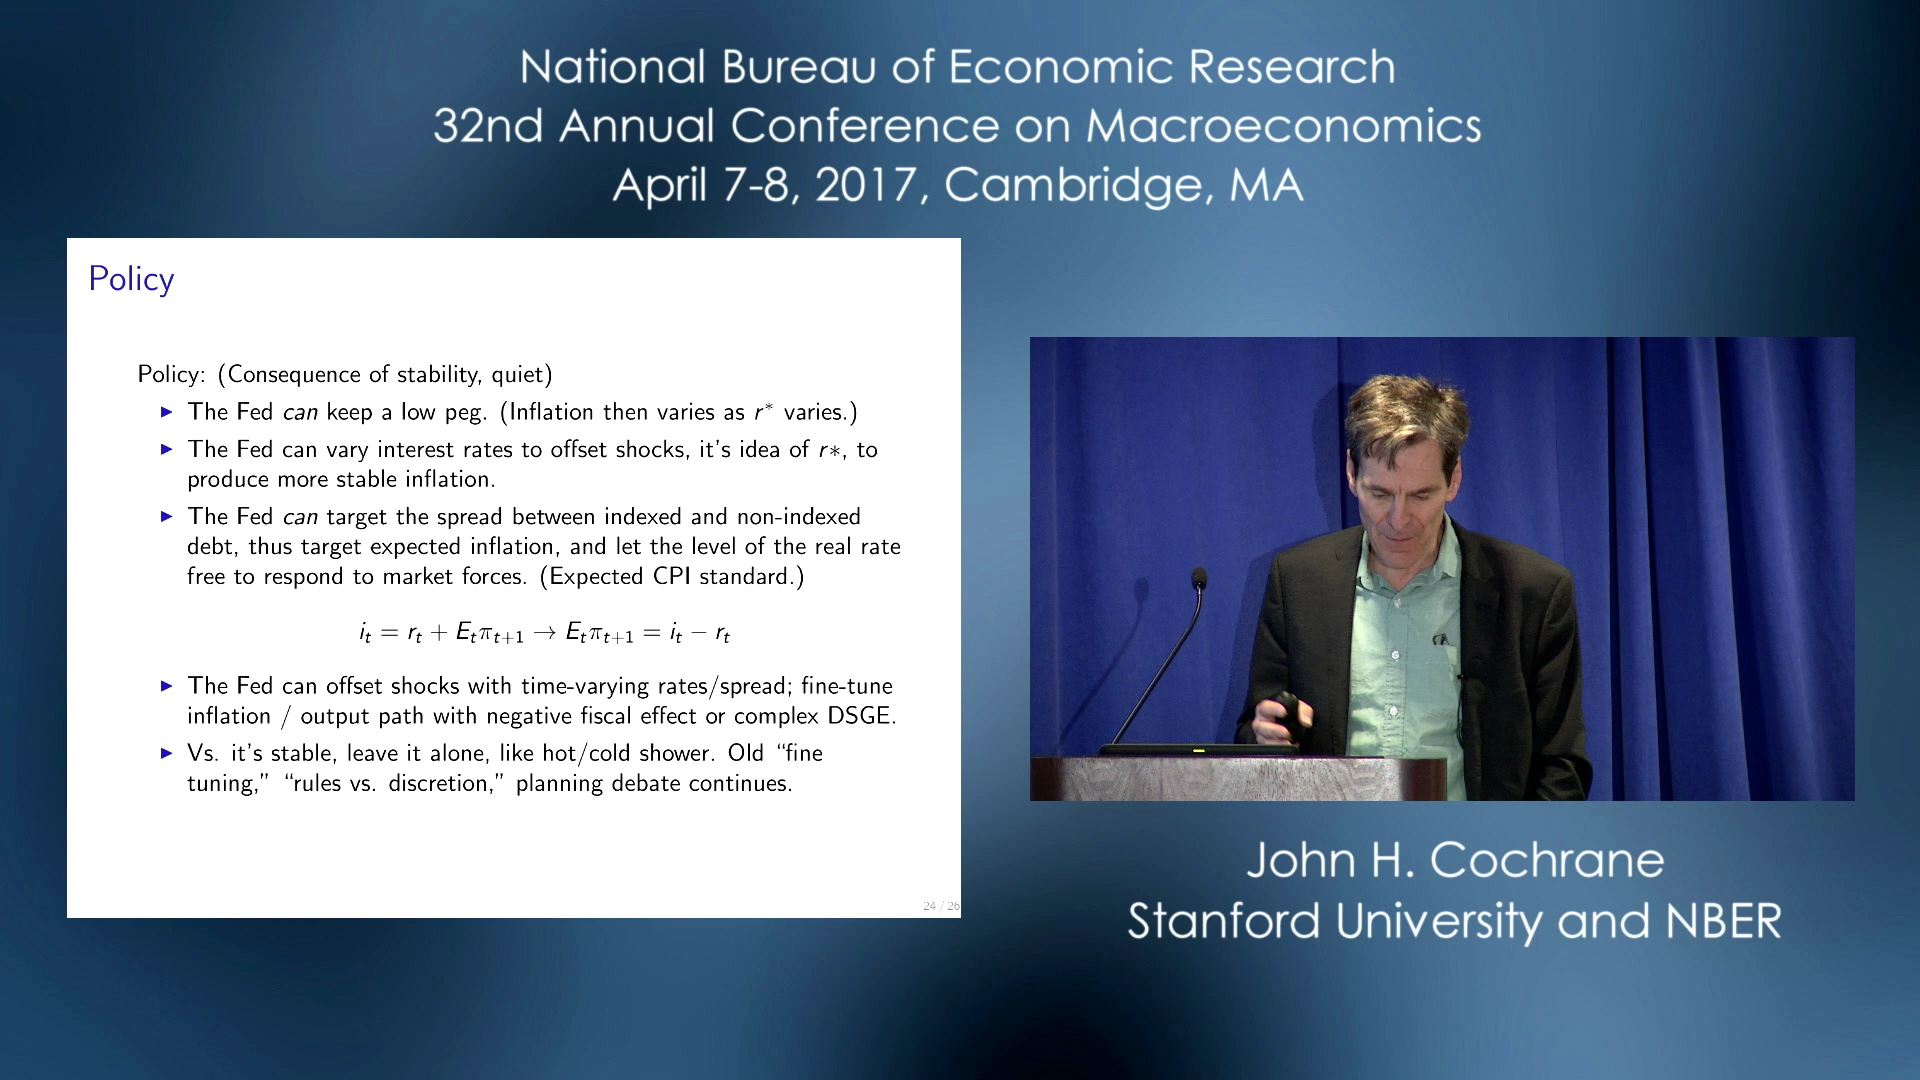 National Bureau of Economic Research
32nd Annual Conference on Macroeconomics
April 7-8, 2017, Cambridge, MA
Policy
Policy: (Consequence of stability, quiet)
▶ The Fed can keep a low peg. (Inflation then varies as r* varies.)
▶ The Fed can vary interest rates to offset shocks, it's idea of r*, to
produce more stable inflation.
▶ The Fed can target the spread between indexed and non-indexed
debt, thus target expected inflation, and let the level of the real rate
free to respond to market forces. (Expected CPI standard.)
i_t = r_t + E_tπ_{t+1} → E_tπ_{t+1} = i_t − r_t
▶ The Fed can offset shocks with time-varying rates/spread; fine-tune
inflation / output path with negative fiscal effect or complex DSGE.
▶ Vs. it's stable, leave it alone, like hot/cold shower. Old “fine
tuning,” “rules vs. discretion,” planning debate continues.
24 / 26
John H. Cochrane
Stanford University and NBER